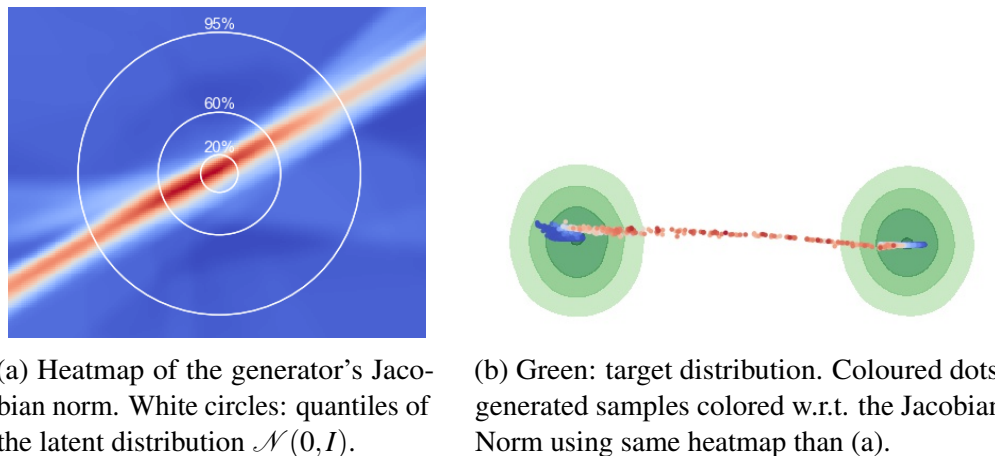 95%
60%
20%
(a) Heatmap of the generator's Jaco-
bian norm. White circles: quantiles of
the latent distribution 𝒩(0,I).
(b) Green: target distribution. Coloured dots
generated samples colored w.r.t. the Jacobian
Norm using same heatmap than (a).